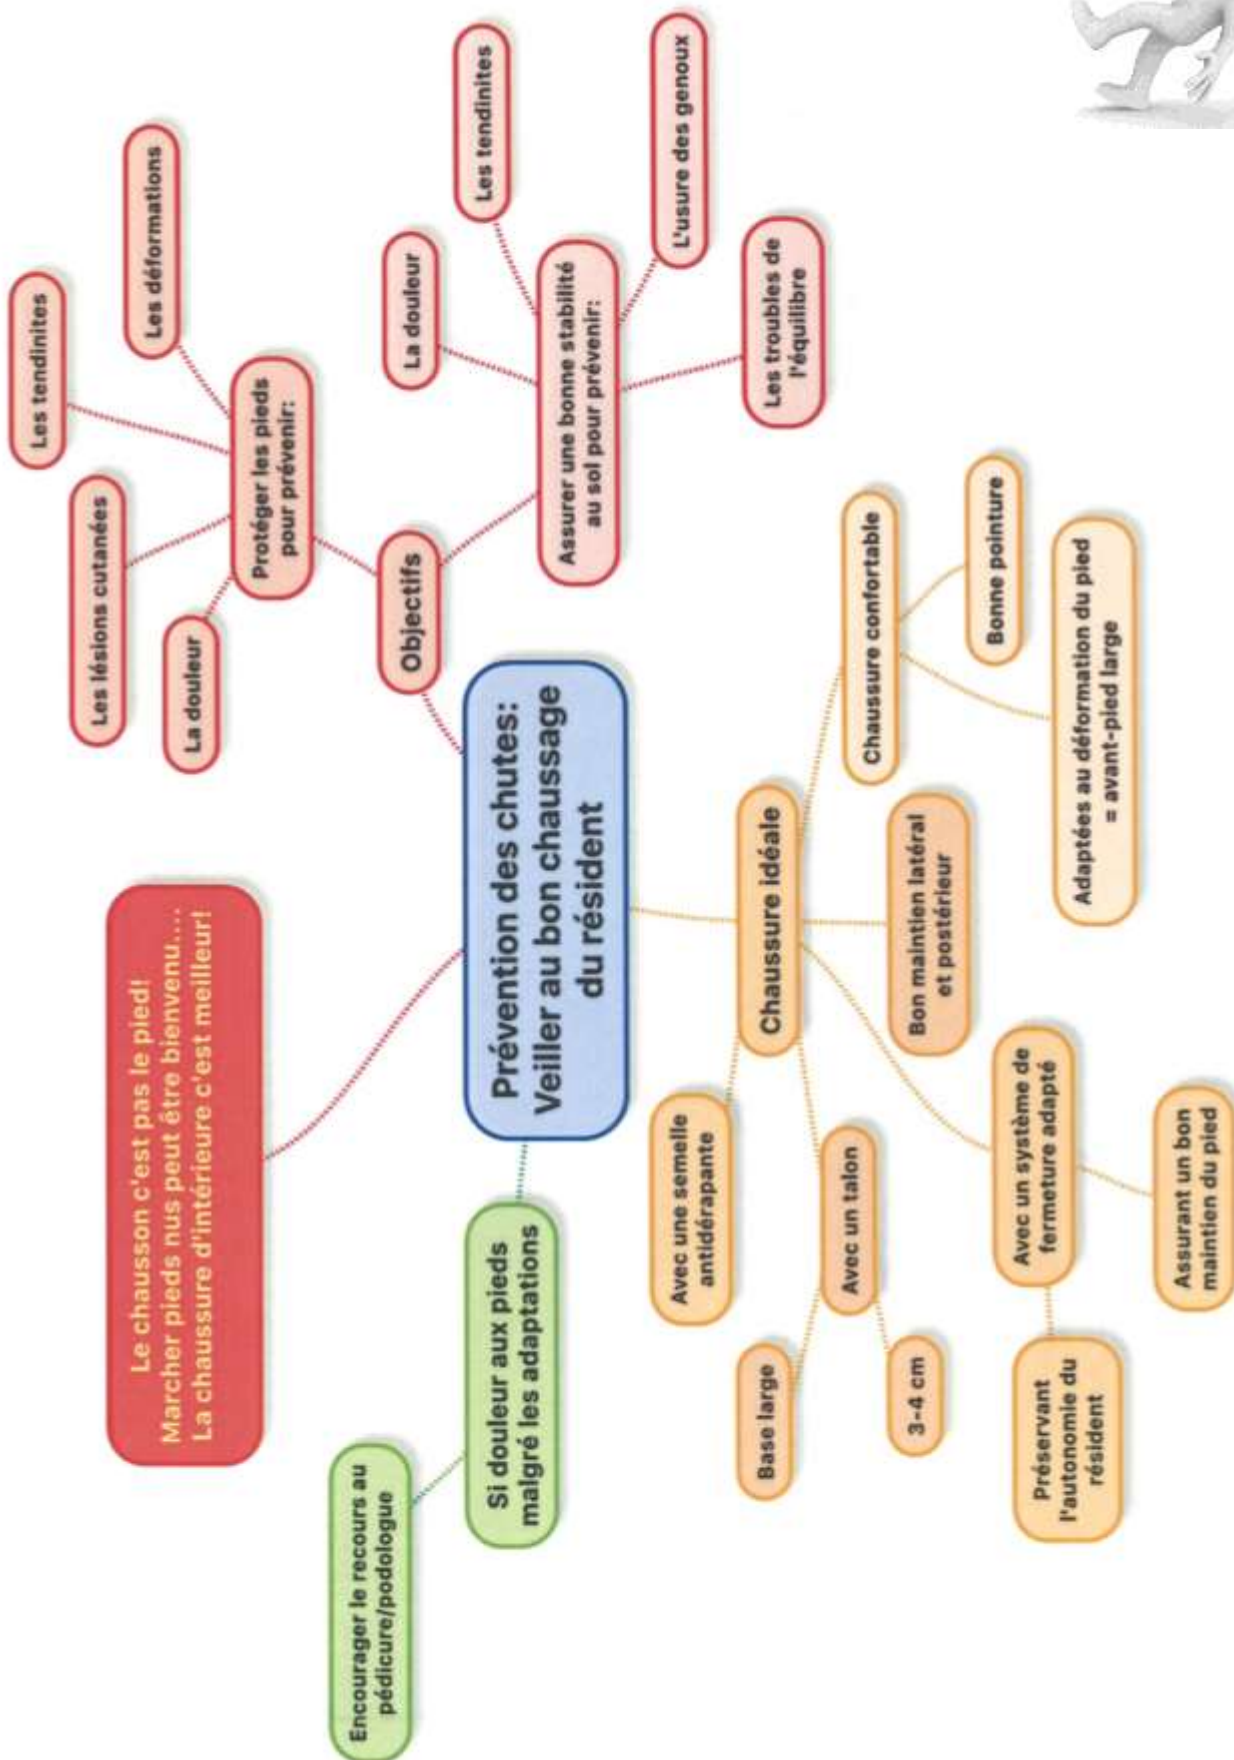 Le chausson c'est pas le pied!
Marcher pieds nus peut être bienvenu...
La chaussure d'intérieure c'est meilleur!
Prévention des chutes:
Veiller au bon chaussage
du résident
Objectifs
Protéger les pieds
pour prévenir:
La douleur
Les lésions cutanées
Les tendinites
Les déformations
Assurer une bonne stabilité
au sol pour prévenir:
La douleur
Les tendinites
L'usure des genoux
Les troubles de
l'équilibre
Chaussure idéale
Chaussure confortable
Bonne pointure
Adaptées au déformation du pied
= avant-pied large
Bon maintien latéral
et postérieur
Avec un système de
fermeture adapté
Assurant un bon
maintien du pied
Préservant
l'autonomie du
résident
Avec un talon
3-4 cm
Base large
Avec une semelle
antidérapante
Si douleur aux pieds
malgré les adaptations
Encourager le recours au
pédicure/podologue